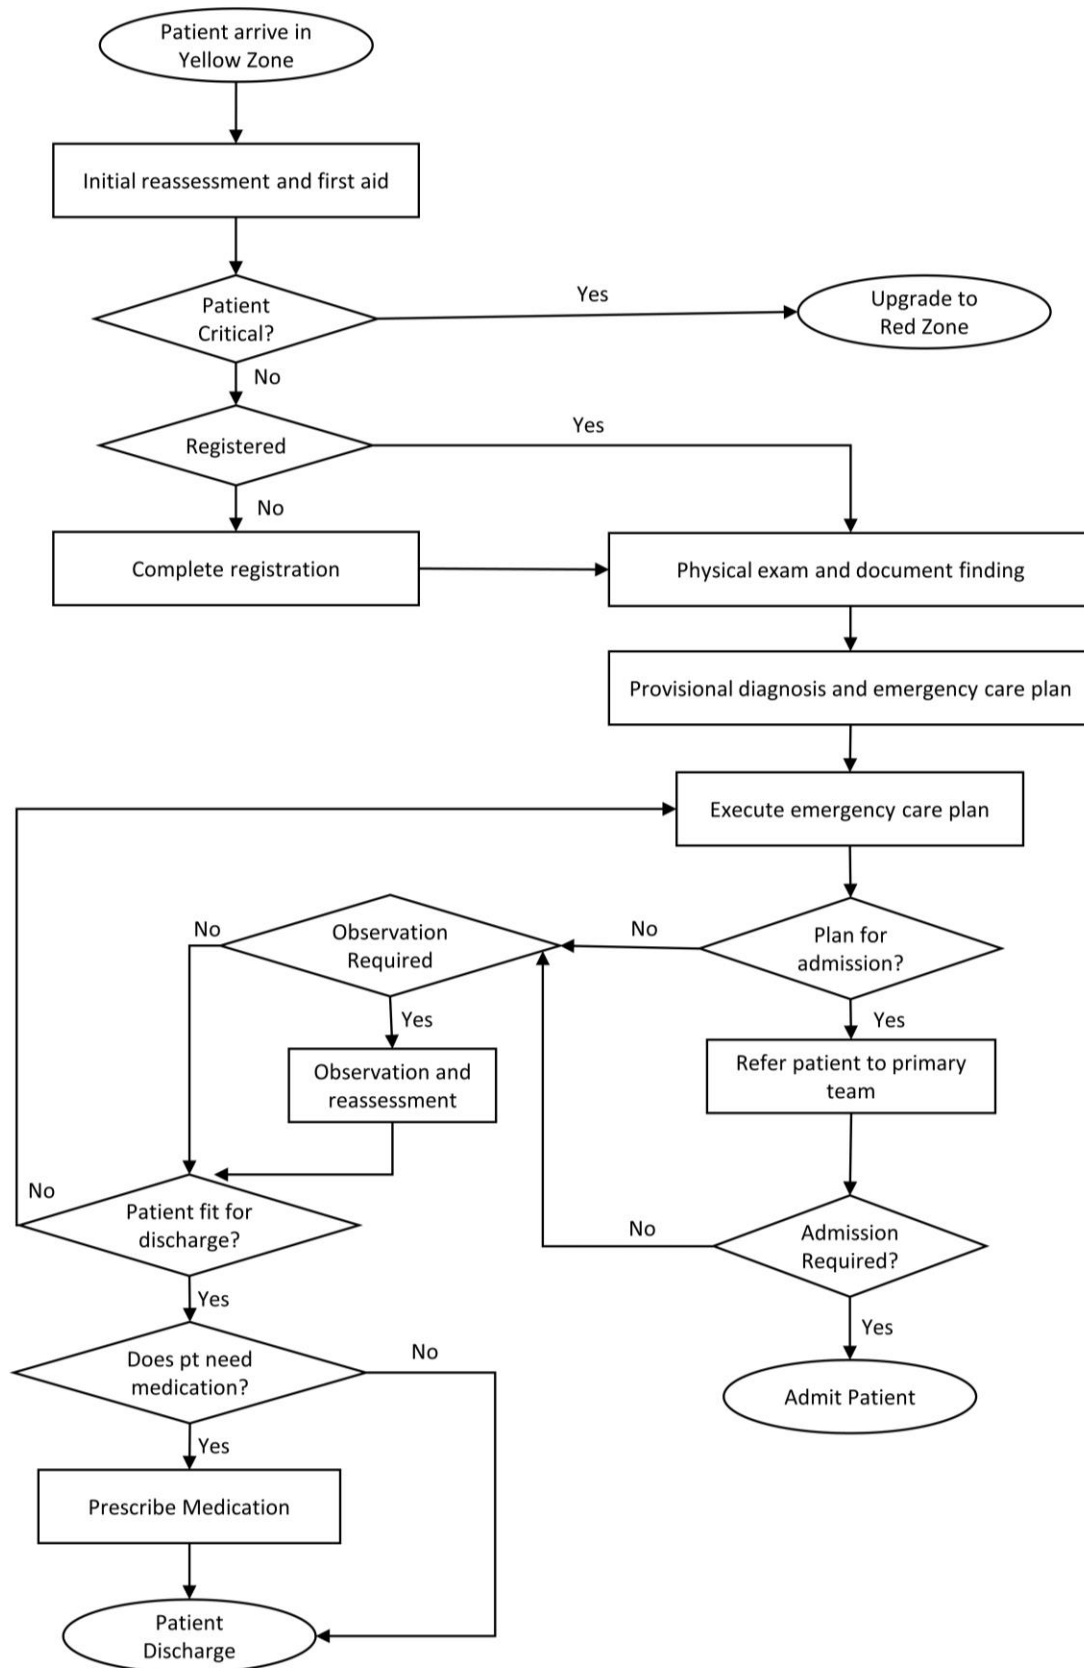 Patient arrive in
Yellow Zone
Initial reassessment and first aid
Patient
Critical?
Yes
Upgrade to
Red Zone
No
Registered
Yes
No
Complete registration
Physical exam and document finding
Provisional diagnosis and emergency care plan
Execute emergency care plan
No
Observation
Required
No
Plan for
admission?
Yes
Yes
Observation and
reassessment
Refer patient to primary
team
No
Patient fit for
discharge?
No
Admission
Required?
Yes
Yes
Does pt need
medication?
No
Admit Patient
Yes
Prescribe Medication
Patient
Discharge